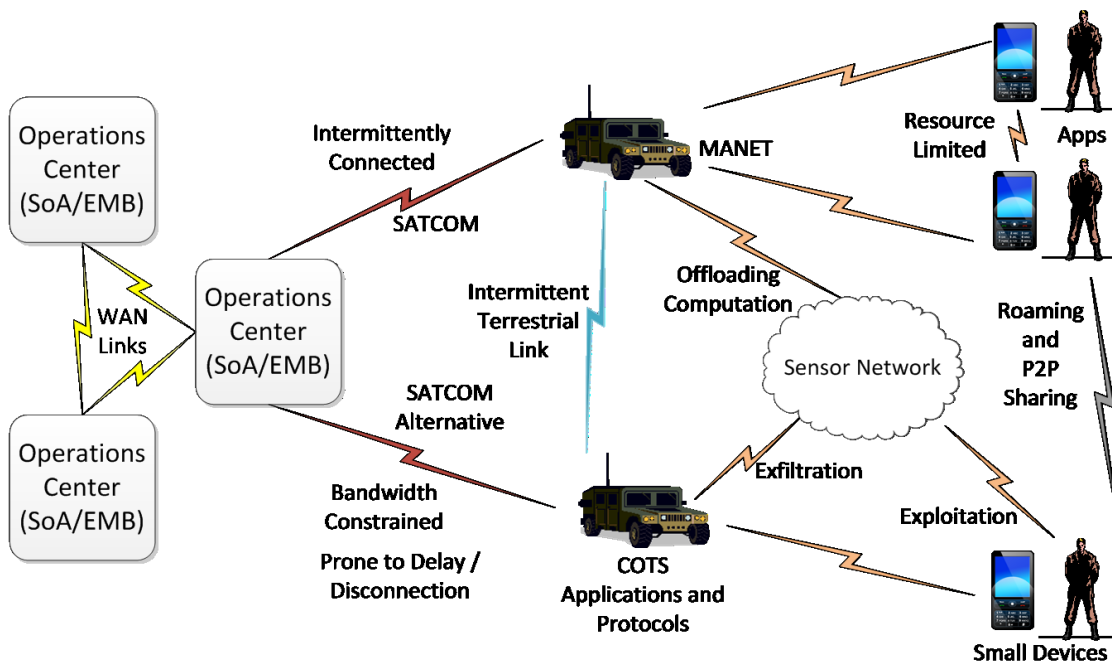 Operations
Center
(SoA/EMB)
WAN
Links
Operations
Center
(SoA/EMB)
Operations
Center
(SoA/EMB)
Intermittently
Connected
SATCOM
Intermittent
Terrestrial
Link
SATCOM
Alternative
Bandwidth
Constrained
Prone to Delay /
Disconnection
MANET
Offloading
Computation
Sensor Network
Exfiltration
Exploitation
COTS
Applications and
Protocols
Resource
Limited
Apps
Roaming
and
P2P
Sharing
Small Devices